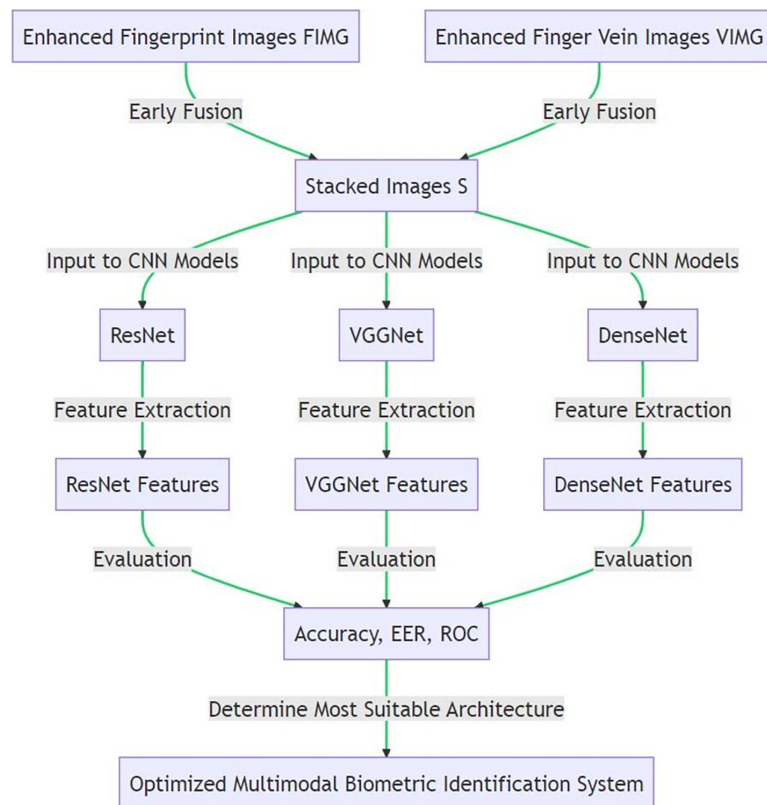 Enhanced Fingerprint Images FIMG
Enhanced Finger Vein Images VIMG
Early Fusion
Early Fusion
Stacked Images S
Input to CNN Models
Input to CNN Models
Input to CNN Models
ResNet
VGGNet
DenseNet
Feature Extraction
Feature Extraction
Feature Extraction
ResNet Features
VGGNet Features
DenseNet Features
Evaluation
Evaluation
Evaluation
Accuracy, EER, ROC
Determine Most Suitable Architecture
Optimized Multimodal Biometric Identification System